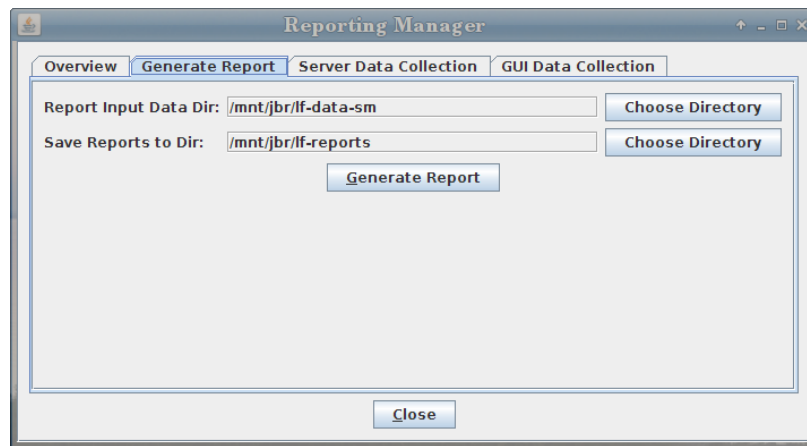 Reporting Manager
Overview Generate Report Server Data Collection GUI Data Collection
Report Input Data Dir: /mnt/jbr/lf-data-sm Choose Directory
Save Reports to Dir: /mnt/jbr/lf-reports Choose Directory
Generate Report
Close